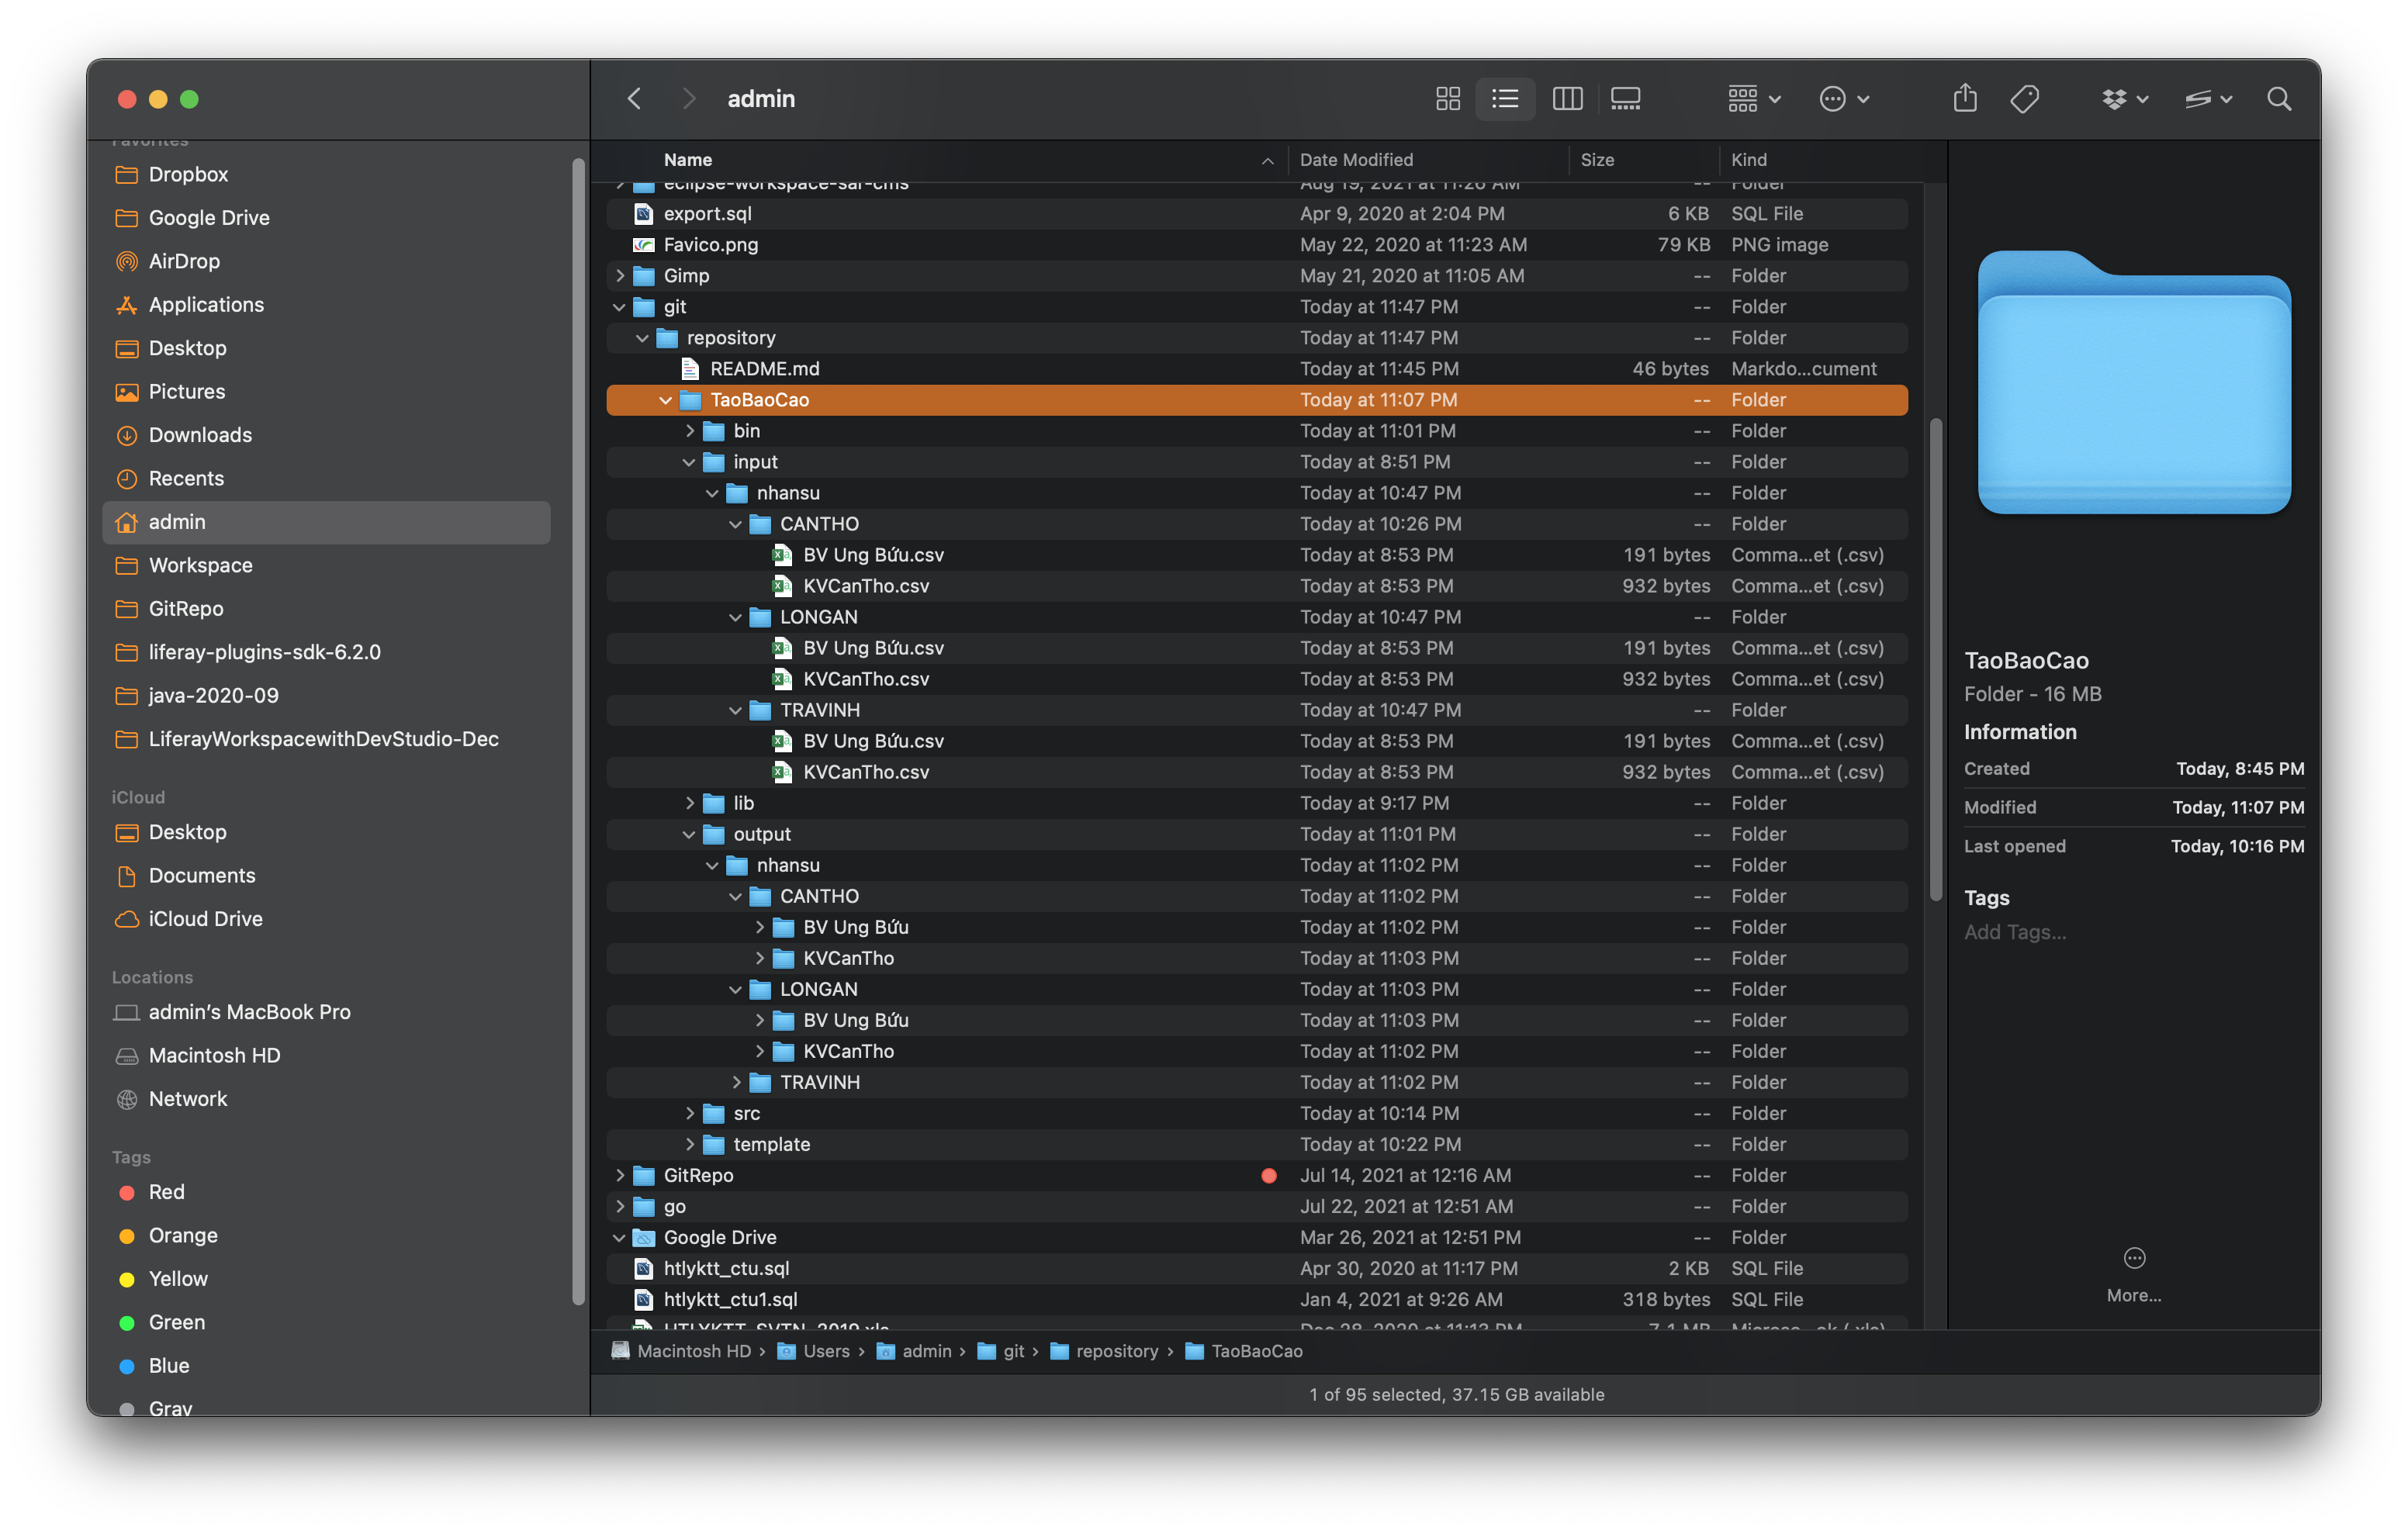 admin
Favorites
Dropbox
Google Drive
AirDrop
Applications
Desktop
Pictures
Downloads
Recents
admin
Workspace
GitRepo
liferay-plugins-sdk-6.2.0
java-2020-09
LiferayWorkspacewithDevStudio-Dec
iCloud
Desktop
Documents
iCloud Drive
Locations
admin's MacBook Pro
Macintosh HD
Network
Tags
Red
Orange
Yellow
Green
Blue
Gray
Name Date Modified Size Kind
eclipse-workspace-sar-cms Aug 19, 2021 at 11:26 AM -- Folder
export.sql Apr 9, 2020 at 2:04 PM 6 KB SQL File
Favico.png May 22, 2020 at 11:23 AM 79 KB PNG image
Gimp May 21, 2020 at 11:05 AM -- Folder
git Today at 11:47 PM -- Folder
repository Today at 11:47 PM -- Folder
README.md Today at 11:45 PM 46 bytes Markdo...cument
TaoBaoCao Today at 11:07 PM -- Folder
bin Today at 11:01 PM -- Folder
input Today at 8:51 PM -- Folder
nhansu Today at 10:47 PM -- Folder
CANTHO Today at 10:26 PM -- Folder
BV Ung Bứu.csv Today at 8:53 PM 191 bytes Comma...et (.csv)
KVCanTho.csv Today at 8:53 PM 932 bytes Comma...et (.csv)
LONGAN Today at 10:47 PM -- Folder
BV Ung Bứu.csv Today at 8:53 PM 191 bytes Comma...et (.csv)
KVCanTho.csv Today at 8:53 PM 932 bytes Comma...et (.csv)
TRAVINH Today at 10:47 PM -- Folder
BV Ung Bứu.csv Today at 8:53 PM 191 bytes Comma...et (.csv)
KVCanTho.csv Today at 8:53 PM 932 bytes Comma...et (.csv)
lib Today at 9:17 PM -- Folder
output Today at 11:01 PM -- Folder
nhansu Today at 11:02 PM -- Folder
CANTHO Today at 11:02 PM -- Folder
BV Ung Bứu Today at 11:02 PM -- Folder
KVCanTho Today at 11:03 PM -- Folder
LONGAN Today at 11:03 PM -- Folder
BV Ung Bứu Today at 11:03 PM -- Folder
KVCanTho Today at 11:02 PM -- Folder
TRAVINH Today at 11:02 PM -- Folder
src Today at 10:14 PM -- Folder
template Today at 10:22 PM -- Folder
GitRepo Jul 14, 2021 at 12:16 AM -- Folder
go Jul 22, 2021 at 12:51 AM -- Folder
Google Drive Mar 26, 2021 at 12:51 PM -- Folder
htlyktt_ctu.sql Apr 30, 2020 at 11:17 PM 2 KB SQL File
htlyktt_ctu1.sql Jan 4, 2021 at 9:26 AM 318 bytes SQL File
HTLYKTT_SVTN_2019.xls Dec 28, 2020 at 11:13 PM 7.1 MB Microso...ok (.xls)
TaoBaoCao
Folder - 16 MB
Information
Created Today, 8:45 PM
Modified Today, 11:07 PM
Last opened Today, 10:16 PM
Tags
Add Tags...
More...
Macintosh HD › Users › admin › git › repository › TaoBaoCao
1 of 95 selected, 37.15 GB available